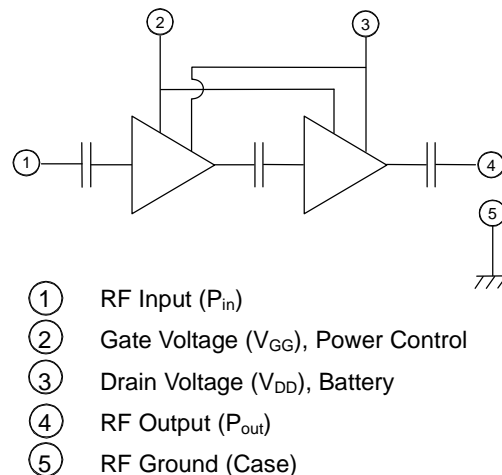 2
3
1
4
5
1 RF Input (Pin)
2 Gate Voltage (VGG), Power Control
3 Drain Voltage (VDD), Battery
4 RF Output (Pout)
5 RF Ground (Case)